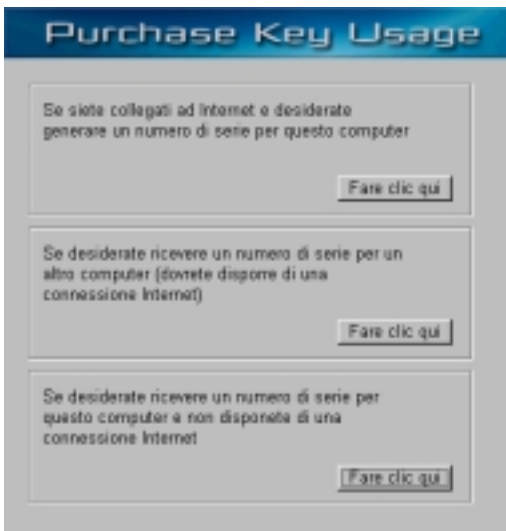 Purchase Key Usage
Se siete collegati ad Internet e desiderate
generare un numero di serie per questo computer
Fare clic qui
Se desiderate ricevere un numero di serie per un
altro computer (dovrete disporre di una
connessione Internet)
Fare clic qui
Se desiderate ricevere un numero di serie per
questo computer e non disponete di una
connessione Internet
Fare clic qui